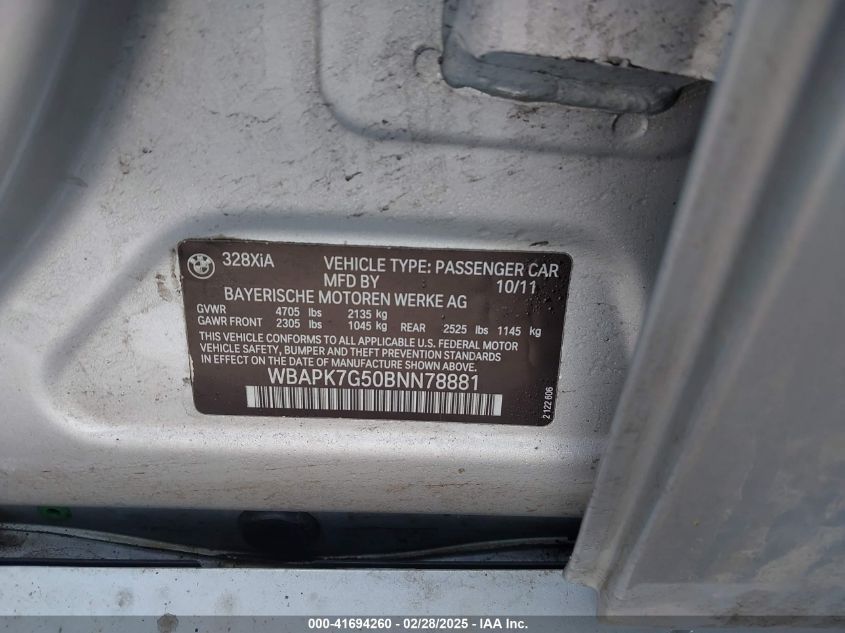 BMW
328XiA VEHICLE TYPE: PASSENGER CAR
MFD BY 10/11
BAYERISCHE MOTOREN WERKE AG
GVWR 4705 lbs 2135 kg
GAWR FRONT 2305 lbs 1045 kg REAR 2525 lbs 1145 kg
THIS VEHICLE CONFORMS TO ALL APPLICABLE U.S. FEDERAL MOTOR
VEHICLE SAFETY, BUMPER AND THEFT PREVENTION STANDARDS
IN EFFECT ON THE DATE OF MANUFACTURE SHOWN ABOVE.
WBAPK7G50BNN78881
2 122 606
000-41694260 - 02/28/2025 - IAA Inc.